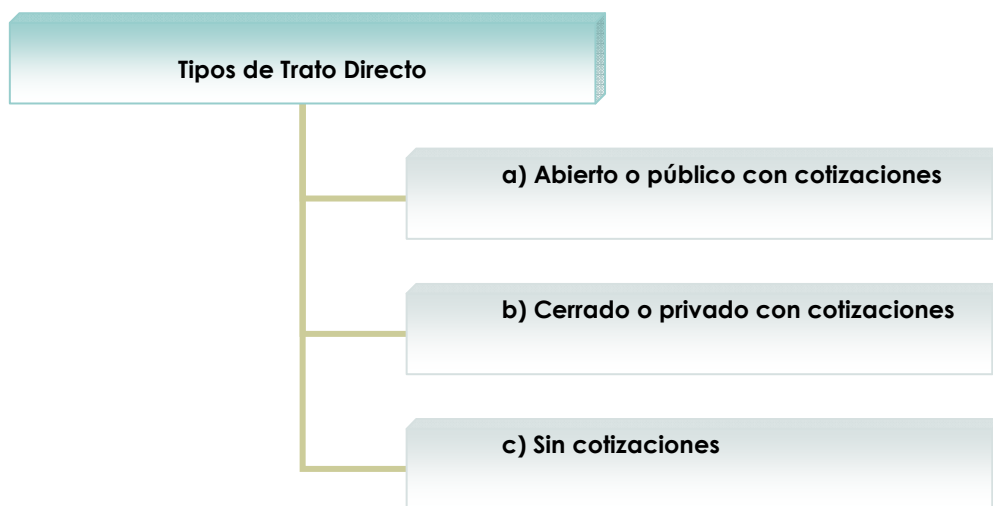 Tipos de Trato Directo
a) Abierto o público con cotizaciones
b) Cerrado o privado con cotizaciones
c) Sin cotizaciones